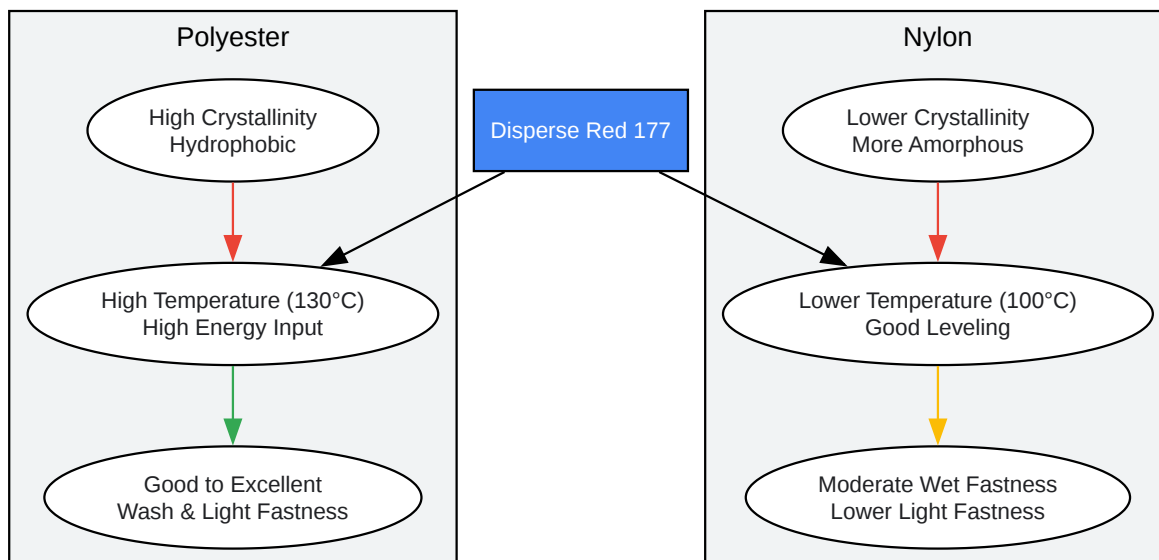 Polyester
High Crystallinity
Hydrophobic
High Temperature (130°C)
High Energy Input
Good to Excellent
Wash & Light Fastness
Disperse Red 177
Nylon
Lower Crystallinity
More Amorphous
Lower Temperature (100°C)
Good Leveling
Moderate Wet Fastness
Lower Light Fastness